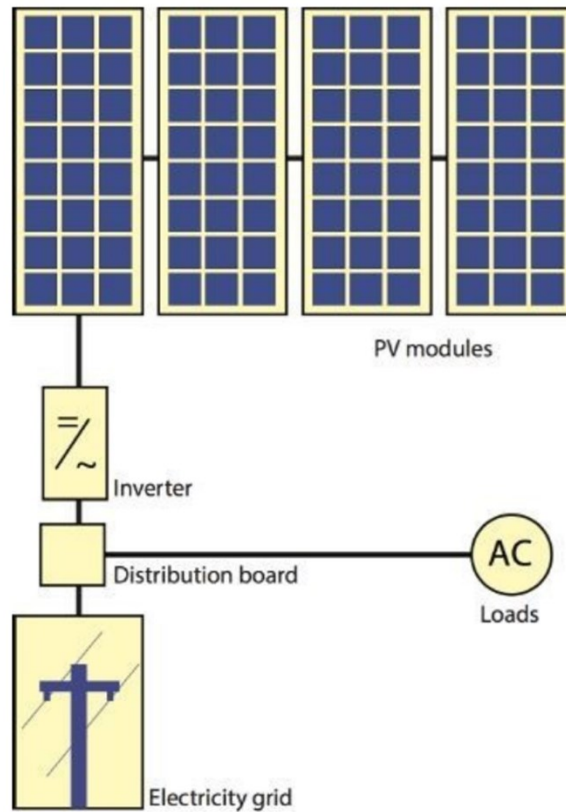 PV modules
=
~
Inverter
Distribution board
AC
Loads
Electricity grid